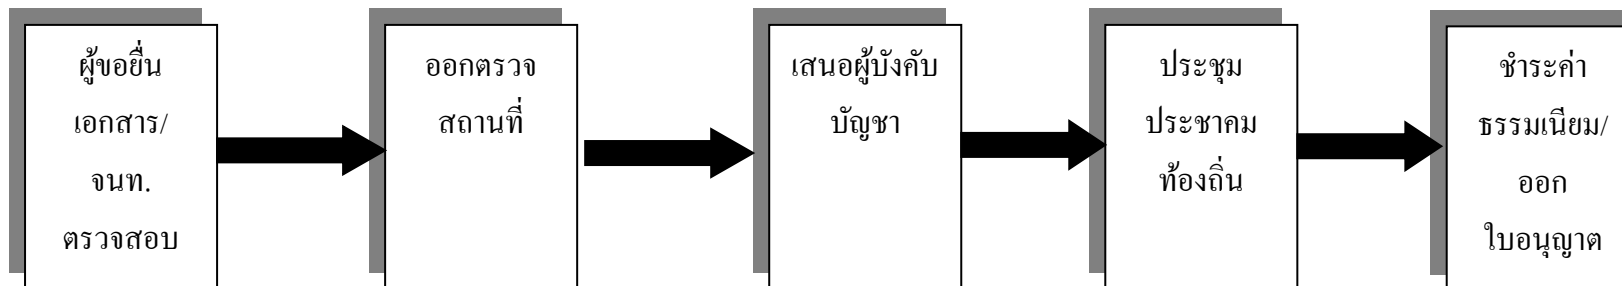 ผู้ขอยื่น
เอกสาร/
จนท.
ตรวจสอบ
ออกตรวจ
สถานที่
เสนอผู้บังคับ
บัญชา
ประชุม
ประชาคม
ท้องถิ่น
ชำระค่า
ธรรมเนียม/
ออก
ใบอนุญาต